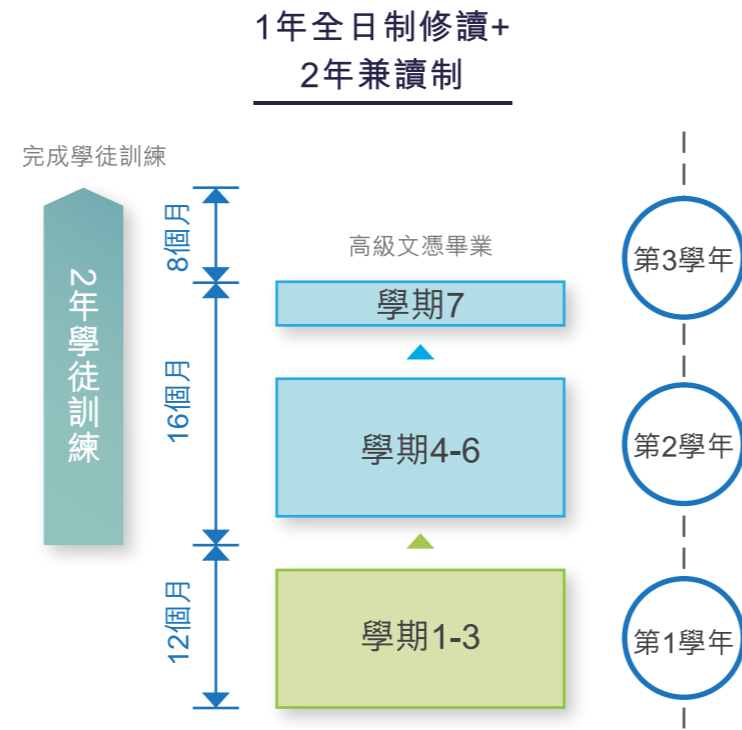 1年全日制修讀+
2年兼讀制
完成學徒訓練
2年學徒訓練
8個月
16個月
12個月
高級文憑畢業
學期7
學期4-6
學期1-3
第3學年
第2學年
第1學年